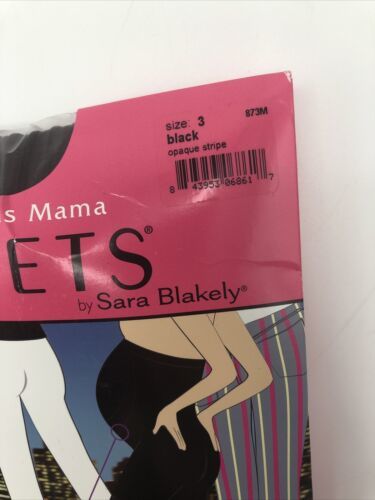 size: 3
873M
black
opaque stripe
8 43953 06861 7
Mama
ETS®
by Sara Blakely®